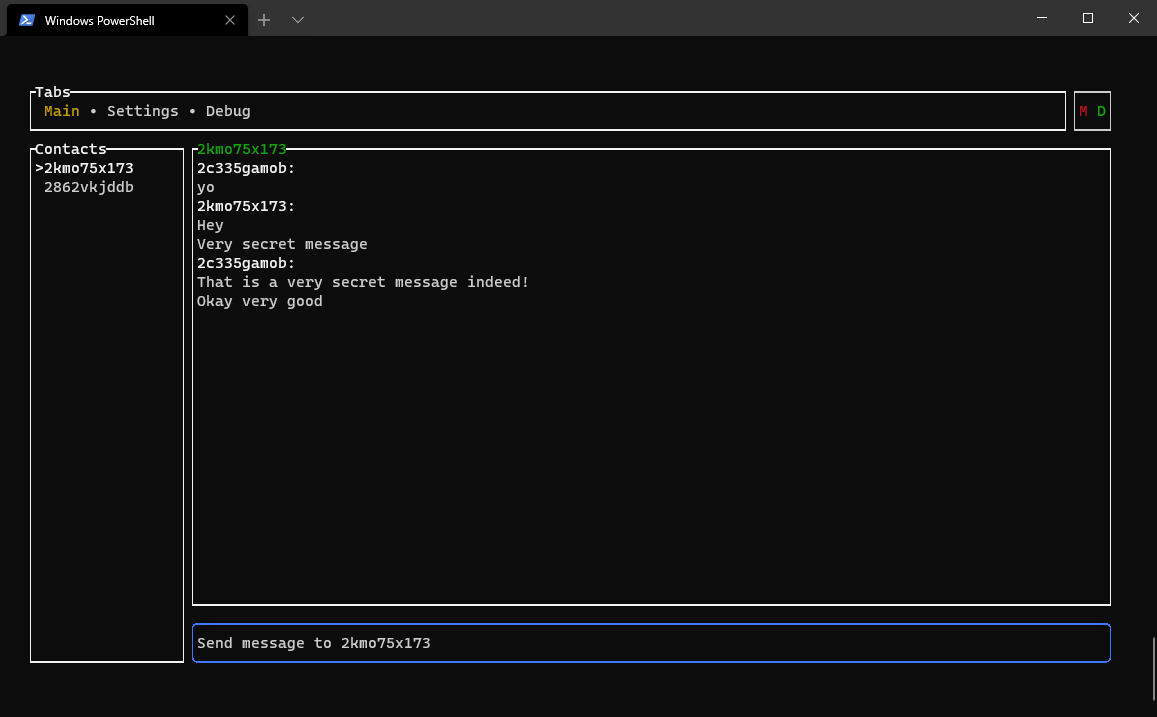 Windows PowerShell
Tabs
Main • Settings • Debug
M D
Contacts
>2kmo75x173
2862vkjddb
2kmo75x173
2c335gamob:
yo
2kmo75x173:
Hey
Very secret message
2c335gamob:
That is a very secret message indeed!
Okay very good
Send message to 2kmo75x173